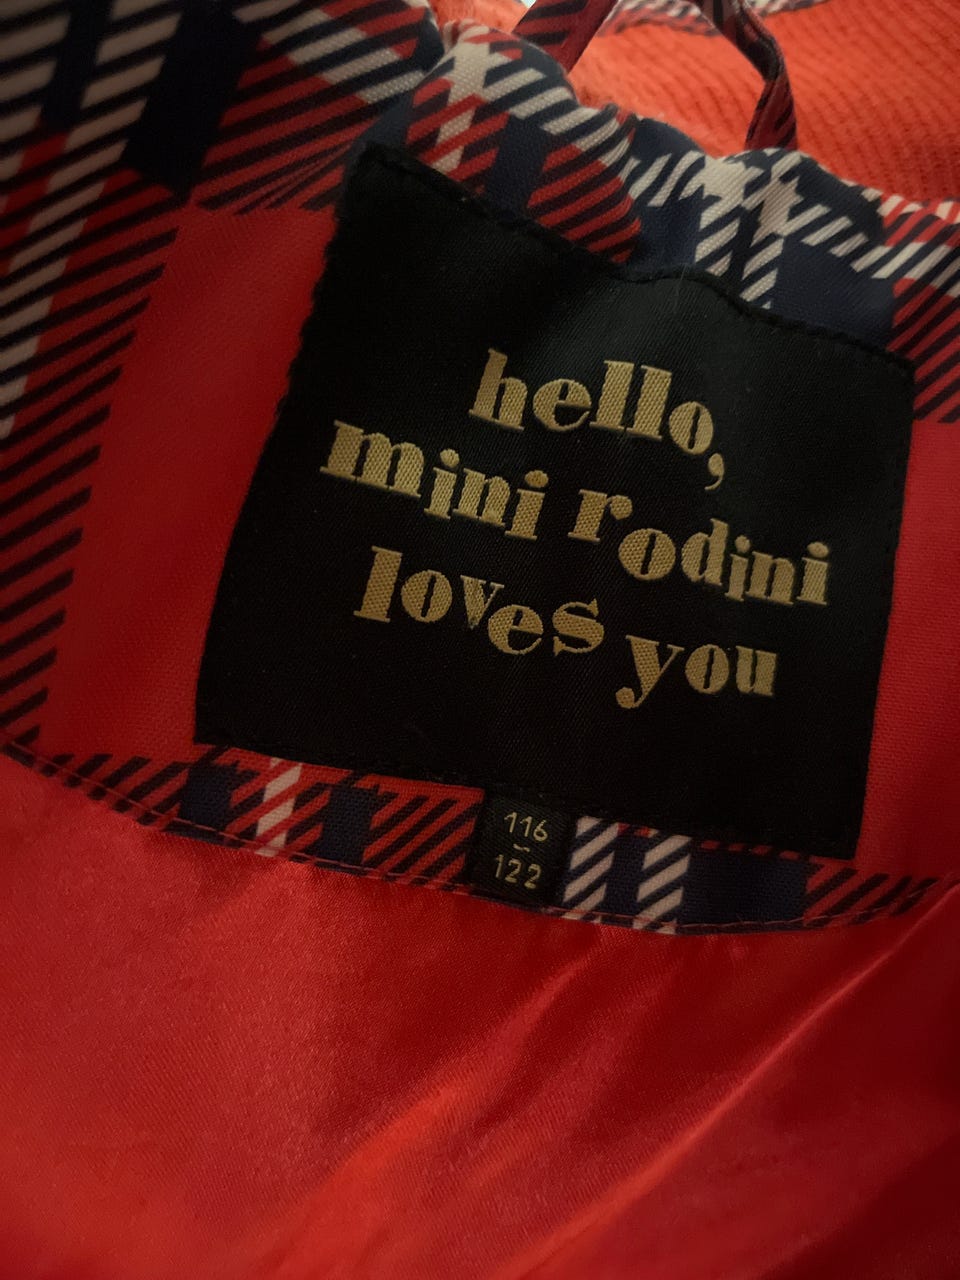 hello,
mini rodini
loves you
116
-
122